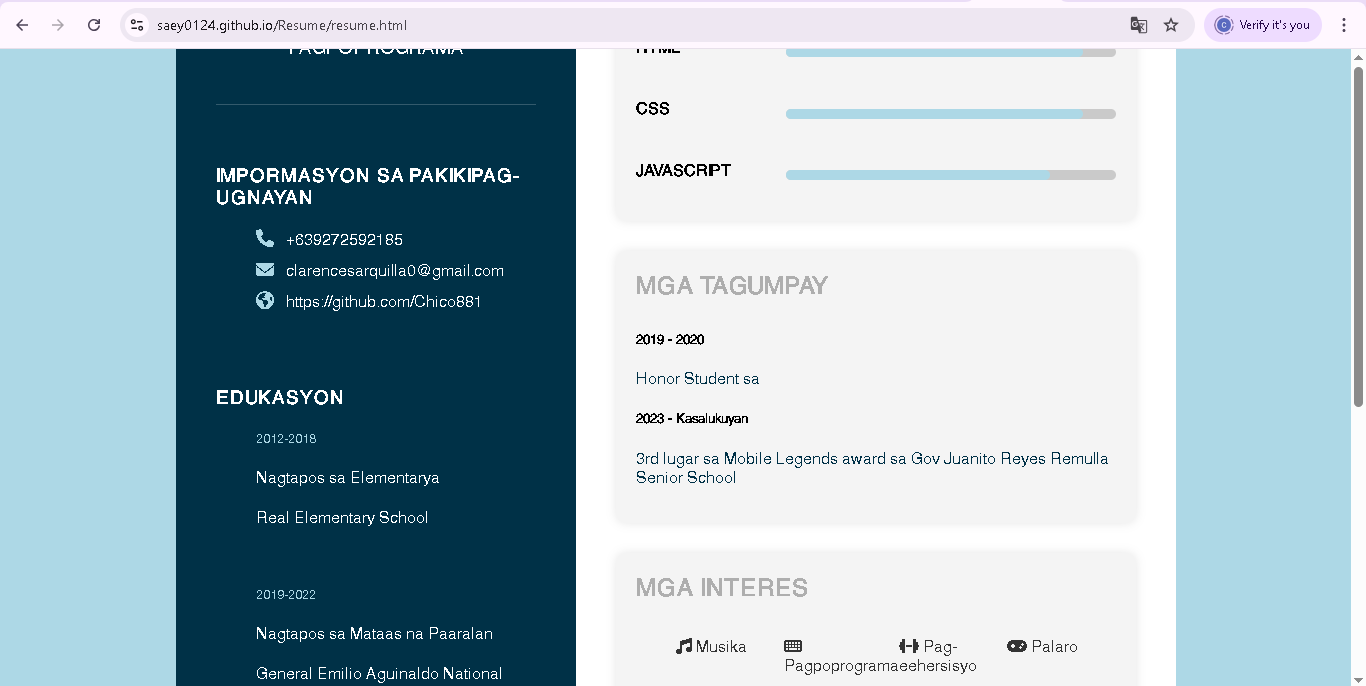 saey0124.github.io/Resume/resume.html
Verify it's you
PAGPOPROGRAMA
IMPORMASYON SA PAKIKIPAG-
UGNAYAN
+639272592185
clarencesarquilla0@gmail.com
https://github.com/Chico881
EDUKASYON
2012-2018
Nagtapos sa Elementarya
Real Elementary School
2019-2022
Nagtapos sa Mataas na Paaralan
General Emilio Aguinaldo National
HTML
CSS
JAVASCRIPT
MGA TAGUMPAY
2019 - 2020
Honor Student sa
2023 - Kasalukuyan
3rd lugar sa Mobile Legends award sa Gov Juanito Reyes Remulla
Senior School
MGA INTERES
Musika
Pagpoprograma
Pag-
eehersisyo
Palaro